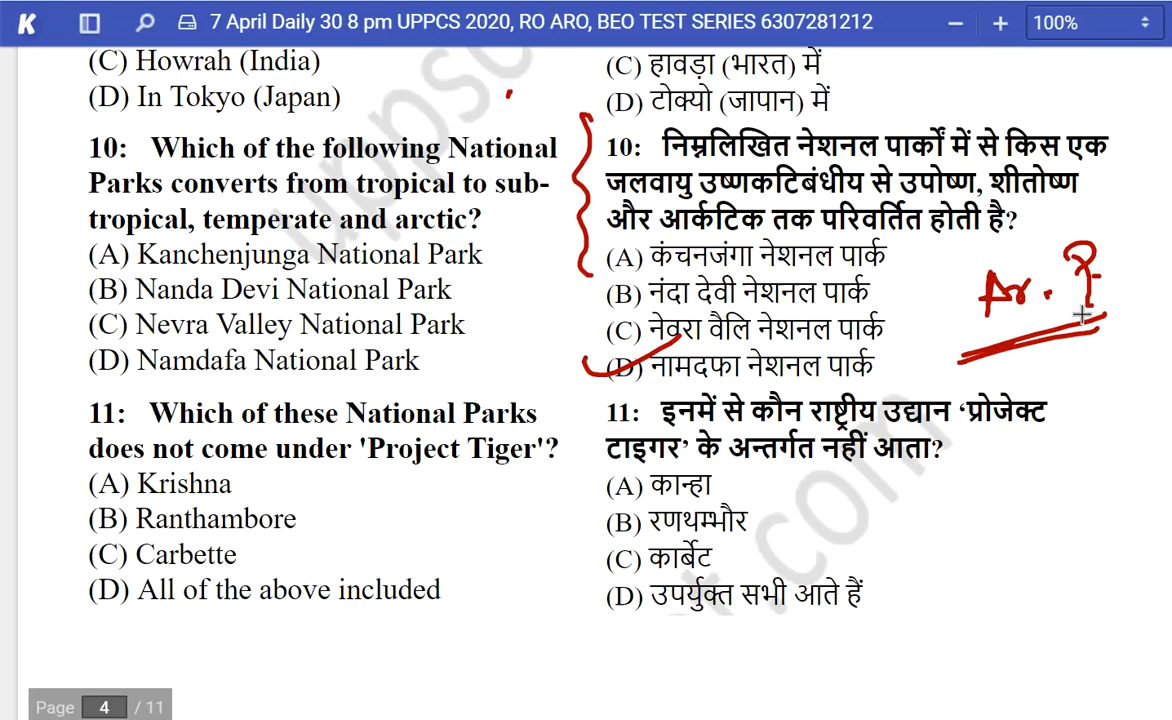 7 April Daily 30 8 pm UPPCS 2020, RO ARO, BEO TEST SERIES 6307281212
100%
(C) Howrah (India)
(D) In Tokyo (Japan)
10: Which of the following National
Parks converts from tropical to sub-
tropical, temperate and arctic?
(A) Kanchenjunga National Park
(B) Nanda Devi National Park
(C) Nevra Valley National Park
(D) Namdafa National Park
11: Which of these National Parks
does not come under 'Project Tiger'?
(A) Krishna
(B) Ranthambore
(C) Carbette
(D) All of the above included
(C) हावड़ा (भारत) में
(D) टोक्यो (जापान) में
10: निम्नलिखित नेशनल पार्कों में से किस एक
जलवायु उष्णकटिबंधीय से उपोष्ण, शीतोष्ण
और आर्कटिक तक परिवर्तित होती है?
(A) कंचनजंगा नेशनल पार्क
(B) नंदा देवी नेशनल पार्क
(C) नेवरा वैलि नेशनल पार्क
(D) नामदफा नेशनल पार्क
Ar. P
11: इनमें से कौन राष्ट्रीय उद्यान ‘प्रोजेक्ट
टाइगर’ के अन्तर्गत नहीं आता?
(A) कान्हा
(B) रणथम्भौर
(C) कार्बेट
(D) उपर्युक्त सभी आते हैं
Page 4 / 11